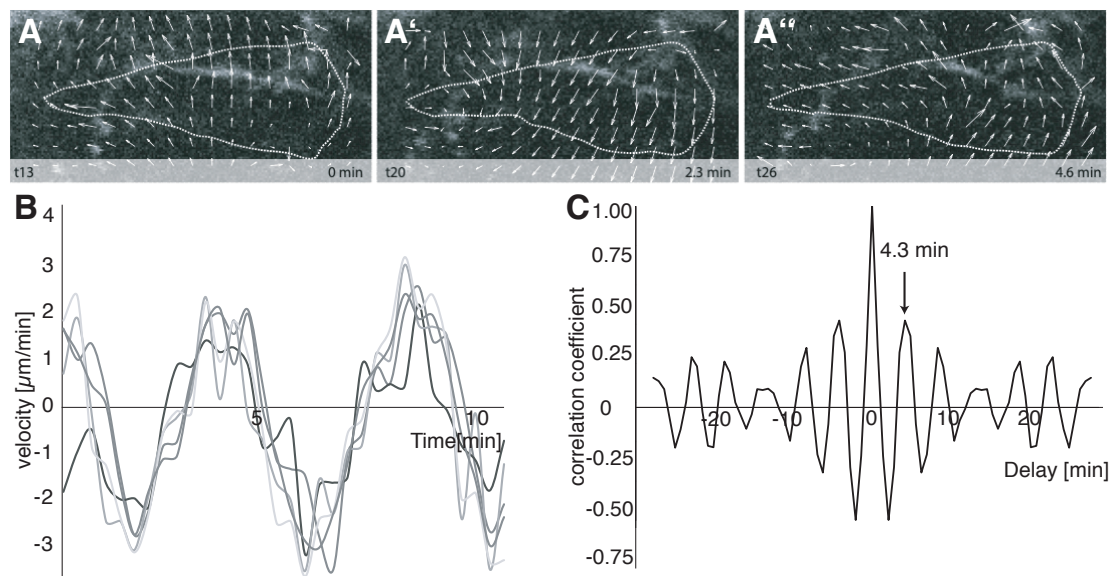 A A' A"
t13 0 min t20 2.3 min t26 4.6 min
B
4
3
2
1
0
-1
-2
-3
velocity [µm/min]
5 10
Time[min]
C
1.00
0.75
0.50
0.25
0
-0.25
-0.50
-0.75
correlation coefficient
4.3 min
-20 -10 0 10 20
Delay [min]